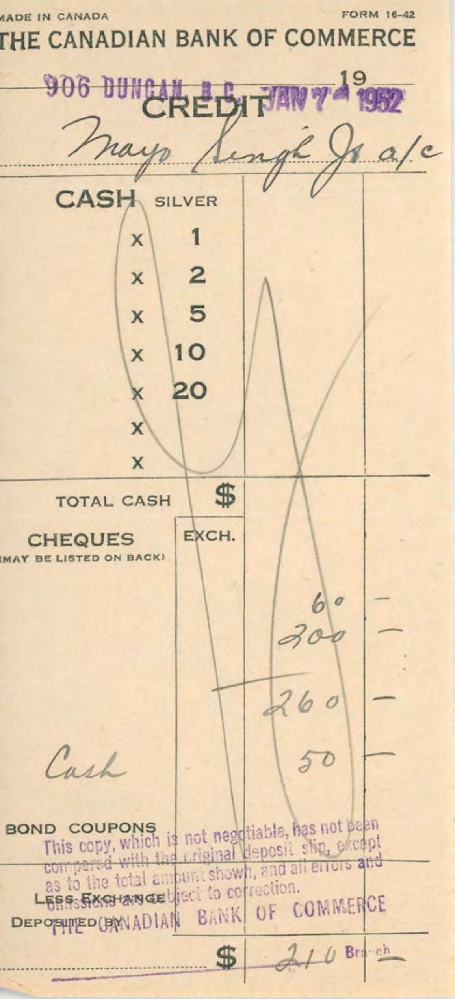 MADE IN CANADA FORM 16-42
THE CANADIAN BANK OF COMMERCE
19
906 DUNCAN, B.C. JAN 7 - 1952
CREDIT
Mayo Singh Jr a/c
CASH SILVER
x 1
x 2
x 5
x 10
x 20
x
x
TOTAL CASH $
CHEQUES EXCH.
(MAY BE LISTED ON BACK)
60 —
200 —
260 —
Cash 50 —
BOND COUPONS
This copy, which is not negotiable, has not been
compared with the original deposit slip, except
as to the total amount shown, and all errors and
omissions are subject to correction.
LESS EXCHANGE
THE CANADIAN BANK OF COMMERCE
DEPOSITED BY
$ 210 — Branch